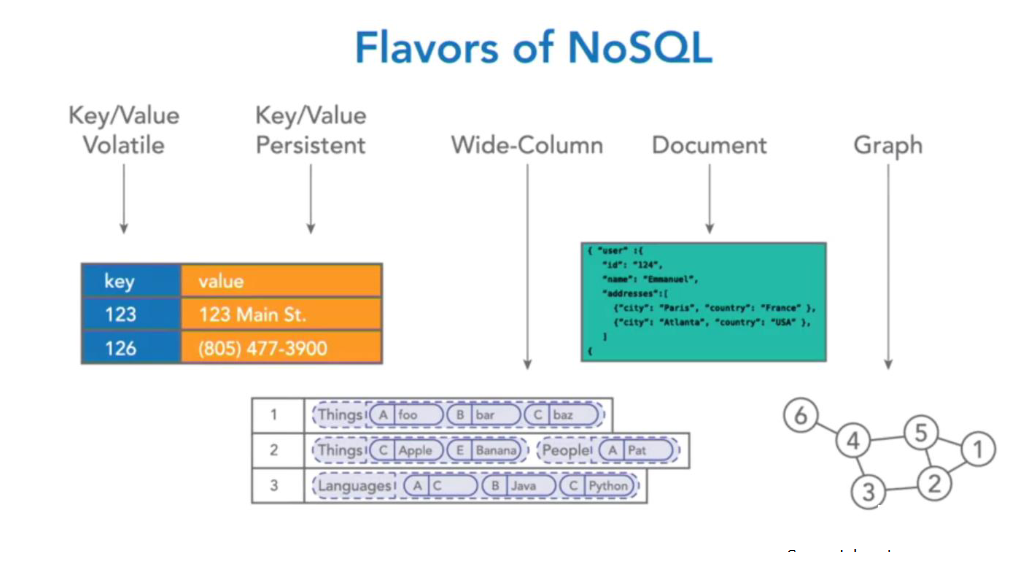 Flavors of NoSQL
Key/Value
Volatile
Key/Value
Persistent
Wide-Column
Document
Graph
key value
123 123 Main St.
126 (805) 477-3900
{ "user" :{
"id": "124",
"name": "Emmanuel",
"addresses":[
{"city": "Paris", "country": "France" },
{"city": "Atlanta", "country": "USA" },
]
{
1 Things A foo B bar C baz
2 Things C Apple E Banana People A Pat
3 Languages A C B Java C Python
6
4
5
1
3
2